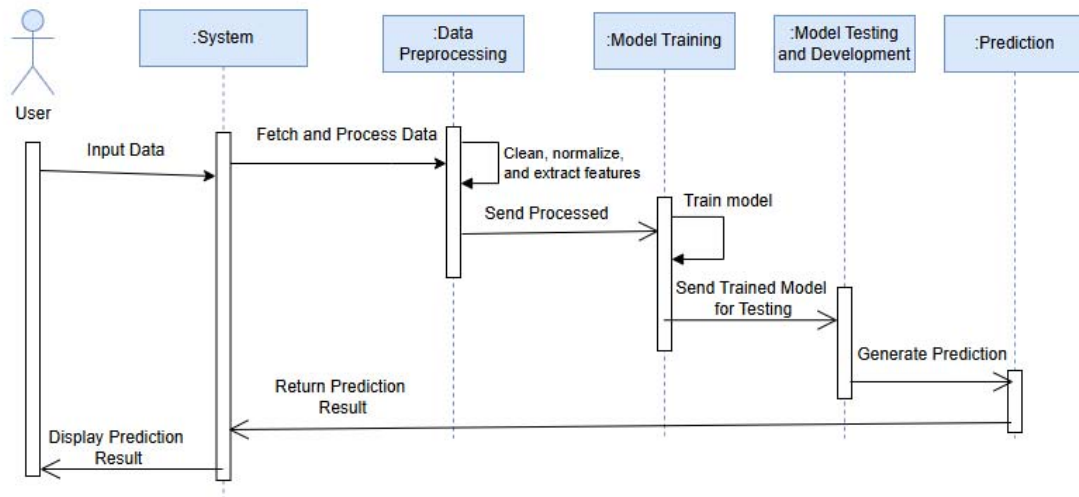 :System
:Data
Preprocessing
:Model Training
:Model Testing
and Development
:Prediction
User
Input Data
Fetch and Process Data
Clean, normalize,
and extract features
Send Processed
Train model
Send Trained Model
for Testing
Generate Prediction
Return Prediction
Result
Display Prediction
Result